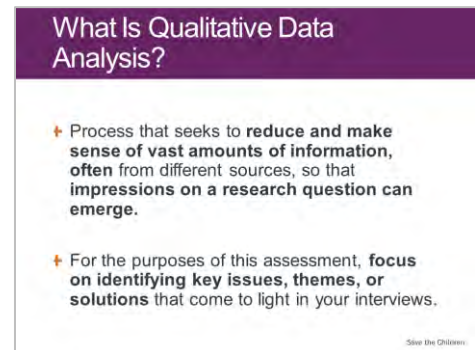 What Is Qualitative Data
Analysis?
Process that seeks to reduce and make
sense of vast amounts of information,
often from different sources, so that
impressions on a research question can
emerge.
For the purposes of this assessment, focus
on identifying key issues, themes, or
solutions that come to light in your interviews.
Save the Children